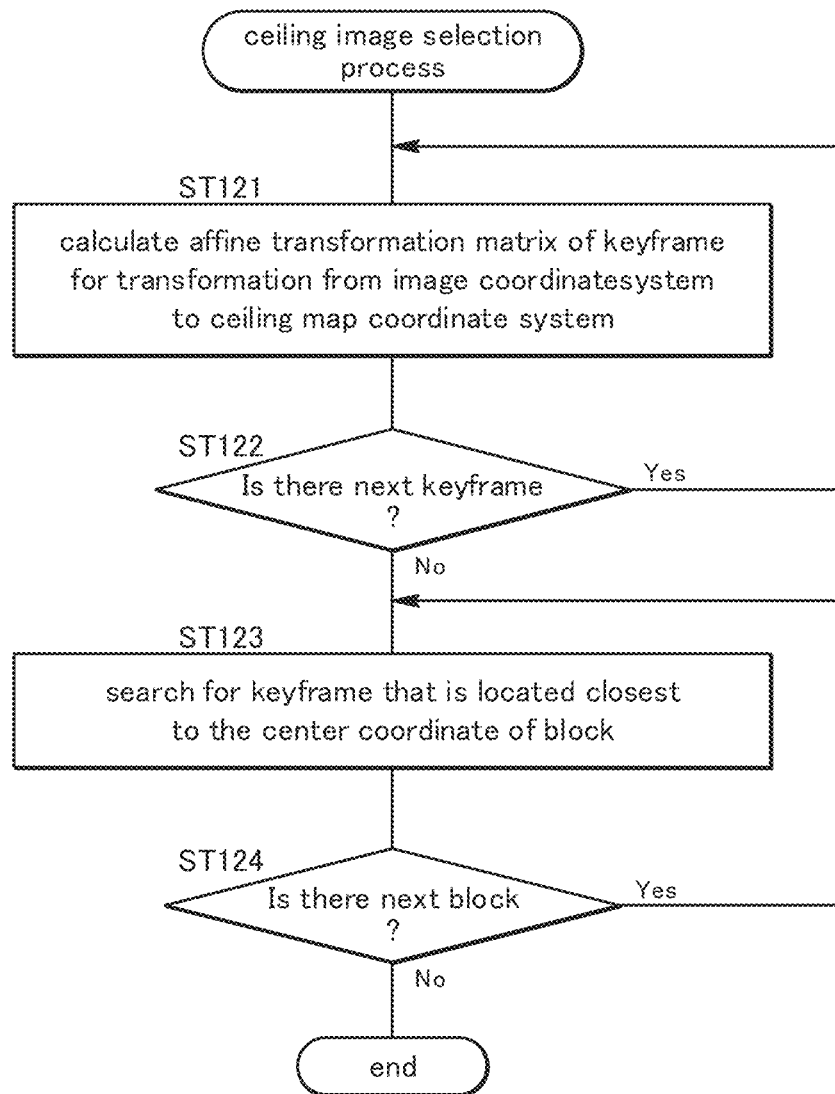 ceiling image selection
process
ST121
calculate affine transformation matrix of keyframe
for transformation from image coordinatesystem
to ceiling map coordinate system
ST122
Is there next keyframe
?
Yes
No
ST123
search for keyframe that is located closest
to the center coordinate of block
ST124
Is there next block
?
Yes
No
end